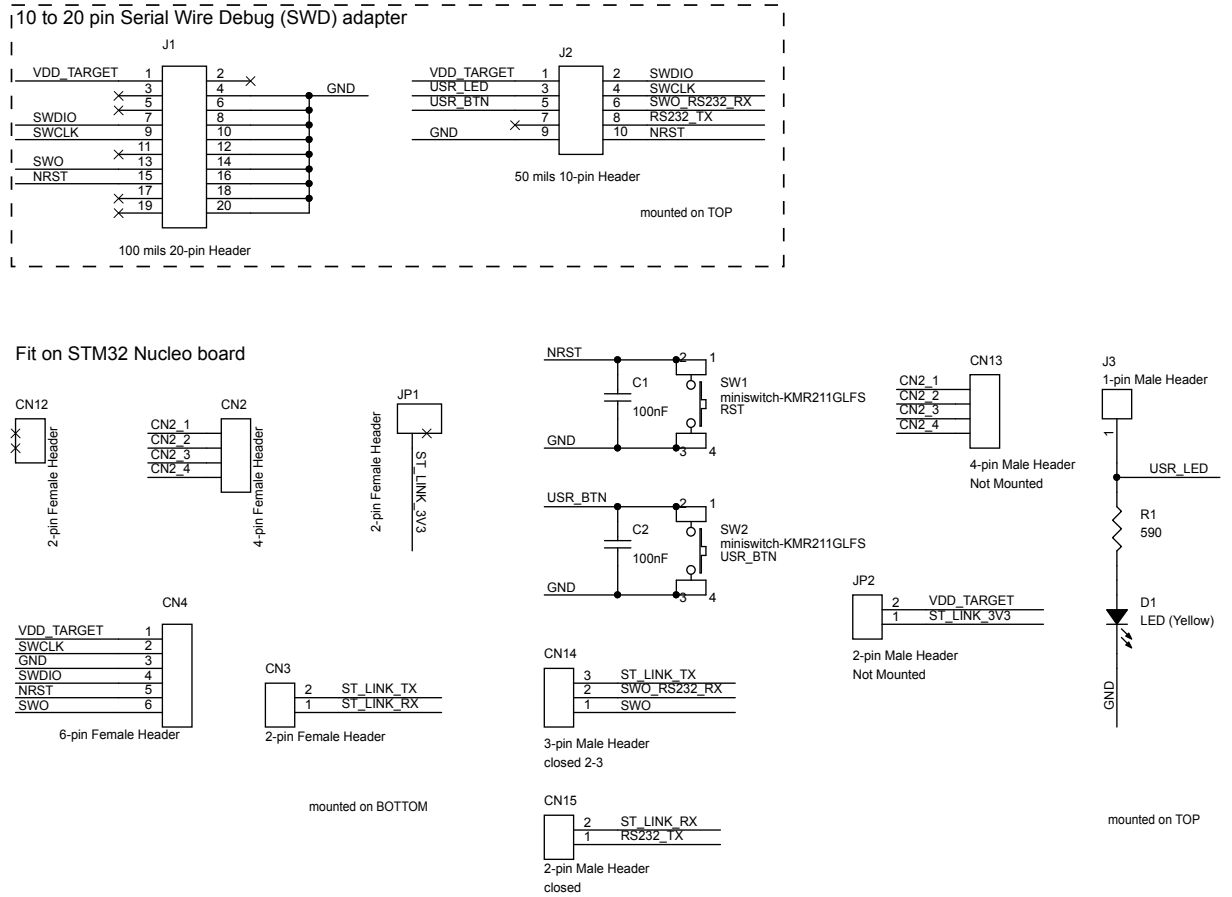 10 to 20 pin Serial Wire Debug (SWD) adapter
J1
VDD_TARGET 1 2
3 4 GND
5 6
SWDIO 7 8
SWCLK 9 10
11 12
SWO 13 14
NRST 15 16
17 18
19 20
100 mils 20-pin Header
J2
VDD_TARGET 1 2 SWDIO
USR_LED 3 4 SWCLK
USR_BTN 5 6 SWO_RS232_RX
7 8 RS232_TX
GND 9 10 NRST
50 mils 10-pin Header
mounted on TOP
Fit on STM32 Nucleo board
CN12
2-pin Female Header
CN2
CN2_1
CN2_2
CN2_3
CN2_4
4-pin Female Header
JP1
2-pin Female Header
ST_LINK_3V3
NRST
2 1
C1
100nF
SW1
miniswitch-KMR211GLFS
RST
GND
3 4
USR_BTN
2 1
C2
100nF
SW2
miniswitch-KMR211GLFS
USR_BTN
GND
3 4
CN13
CN2_1
CN2_2
CN2_3
CN2_4
4-pin Male Header
Not Mounted
J3
1-pin Male Header
1
USR_LED
R1
590
D1
LED (Yellow)
GND
JP2
2 VDD_TARGET
1 ST_LINK_3V3
2-pin Male Header
Not Mounted
CN4
VDD_TARGET 1
SWCLK 2
GND 3
SWDIO 4
NRST 5
SWO 6
6-pin Female Header
CN3
2 ST_LINK_TX
1 ST_LINK_RX
2-pin Female Header
CN14
3 ST_LINK_TX
2 SWO_RS232_RX
1 SWO
3-pin Male Header
closed 2-3
mounted on BOTTOM
CN15
2 ST_LINK_RX
1 RS232_TX
2-pin Male Header
closed
mounted on TOP